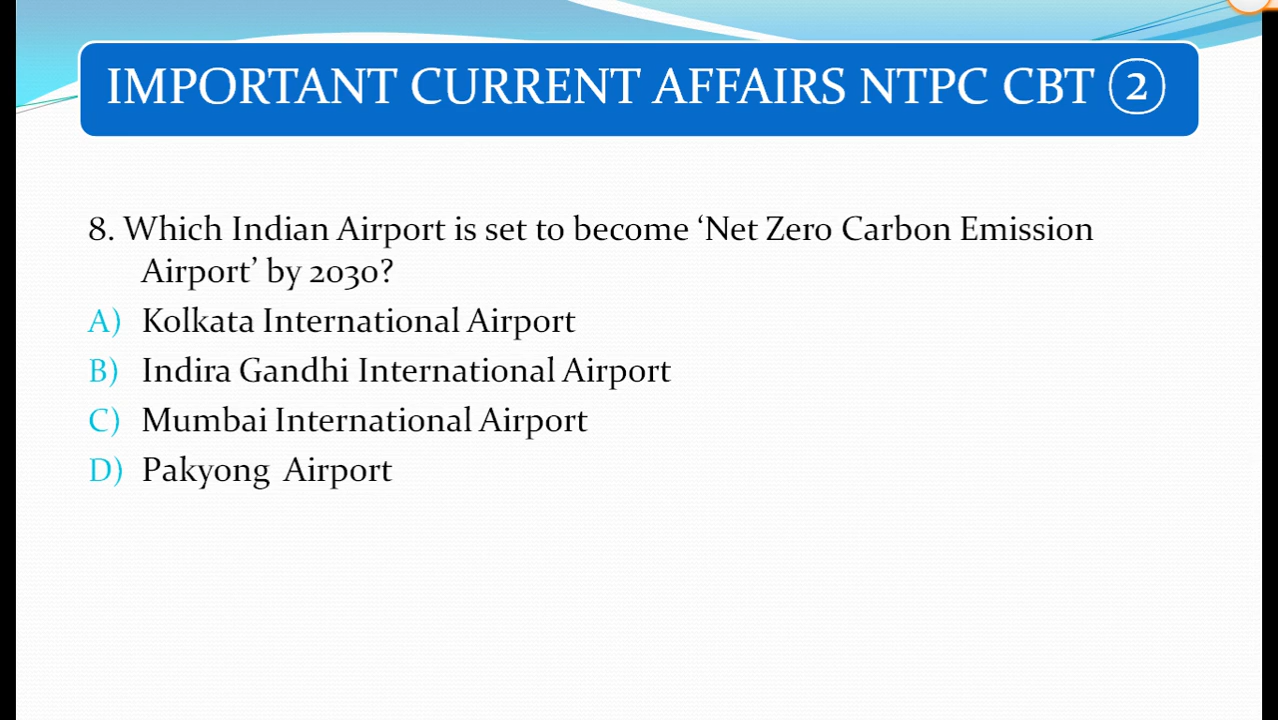 IMPORTANT CURRENT AFFAIRS NTPC CBT ②
8. Which Indian Airport is set to become ‘Net Zero Carbon Emission
Airport’ by 2030?
A) Kolkata International Airport
B) Indira Gandhi International Airport
C) Mumbai International Airport
D) Pakyong Airport